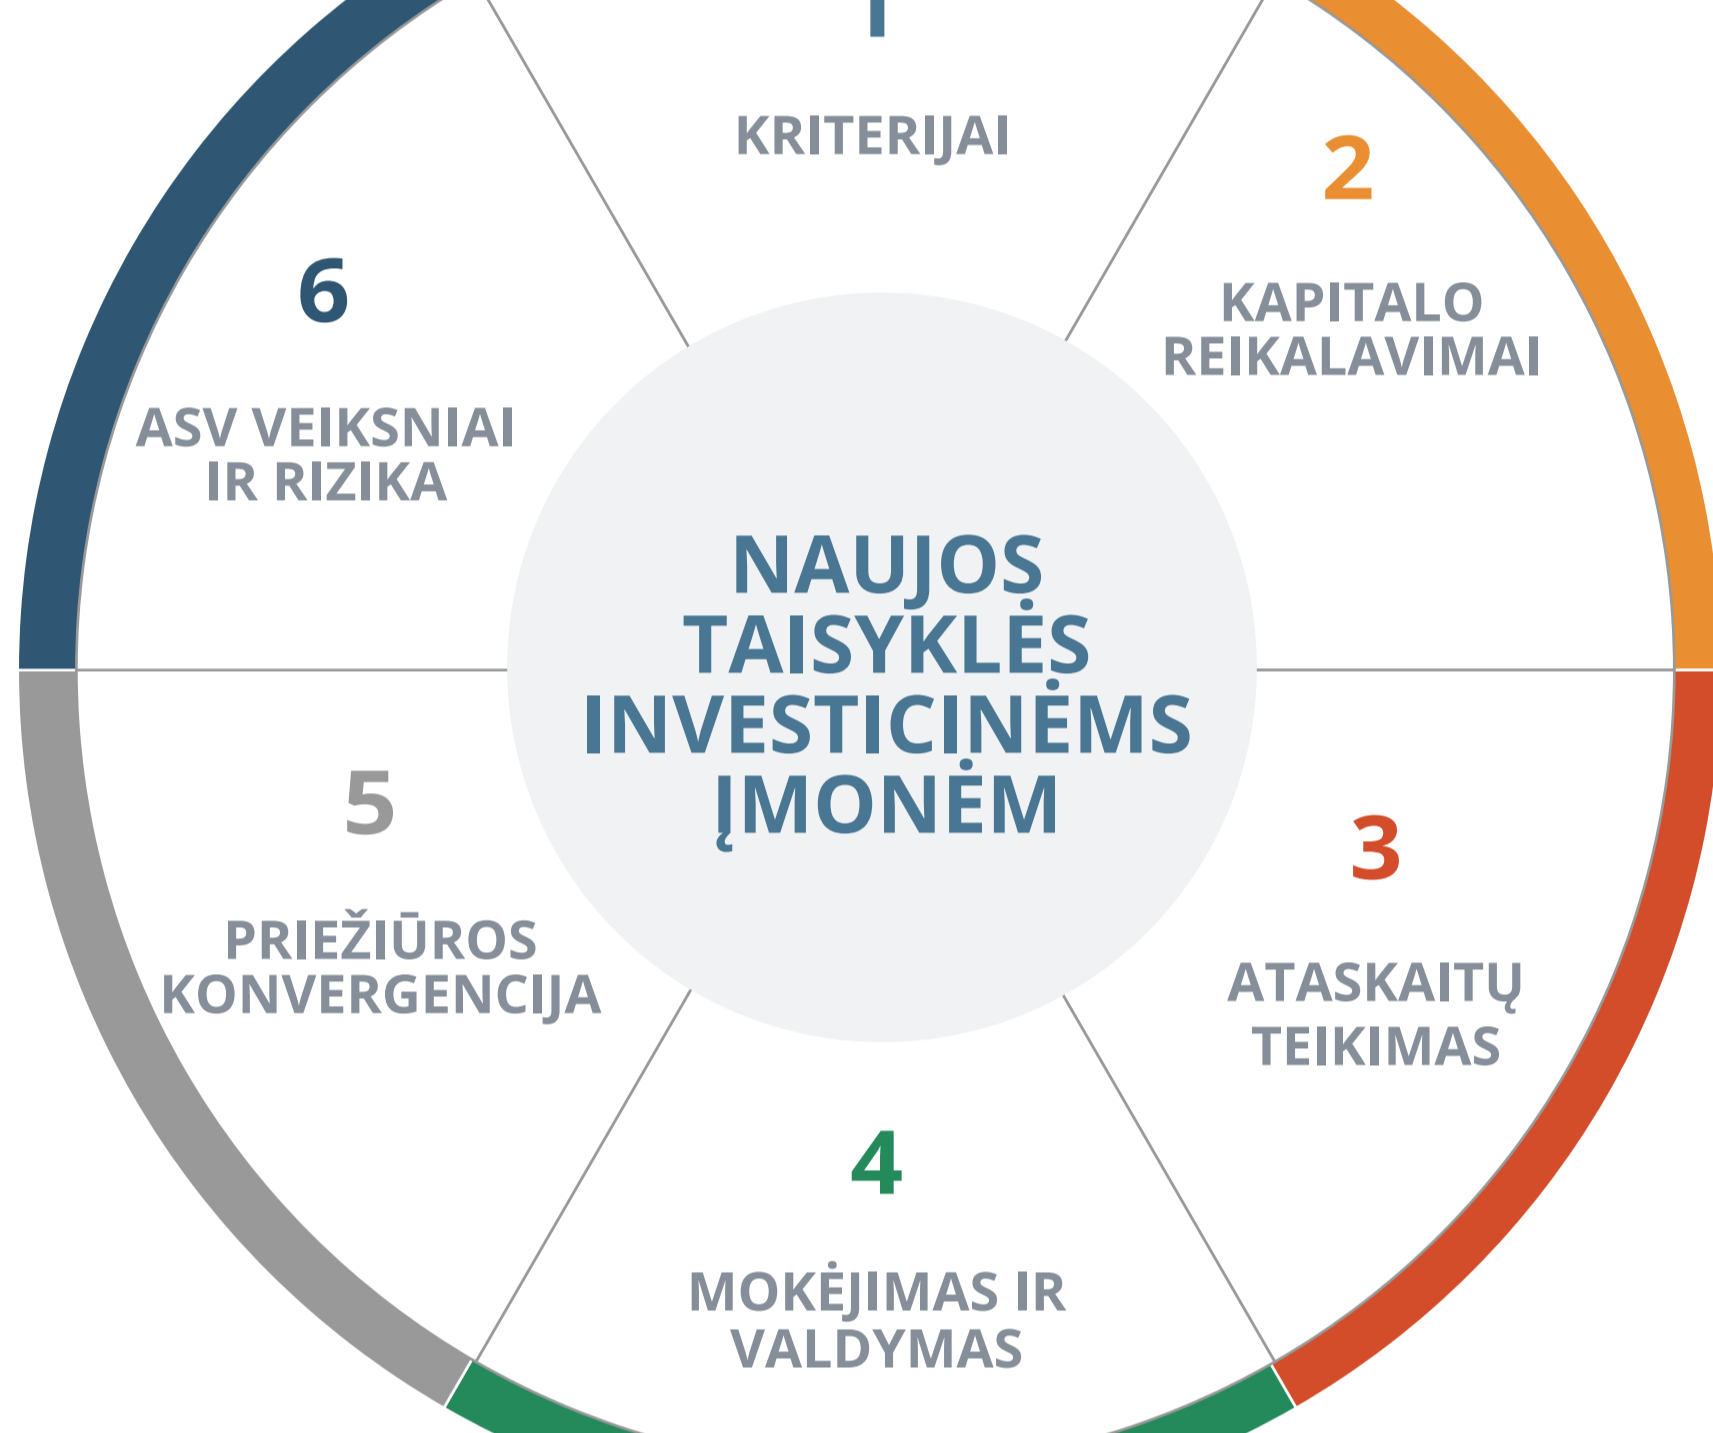 1
KRITERIJAI
2
KAPITALO
REIKALAVIMAI
3
ATASKAITŲ
TEIKIMAS
4
MOKĖJIMAS IR
VALDYMAS
5
PRIEŽIŪROS
KONVERGENCIJA
6
ASV VEIKSNIAI
IR RIZIKA
NAUJOS
TAISYKLĖS
INVESTICINĖMS
ĮMONĖM